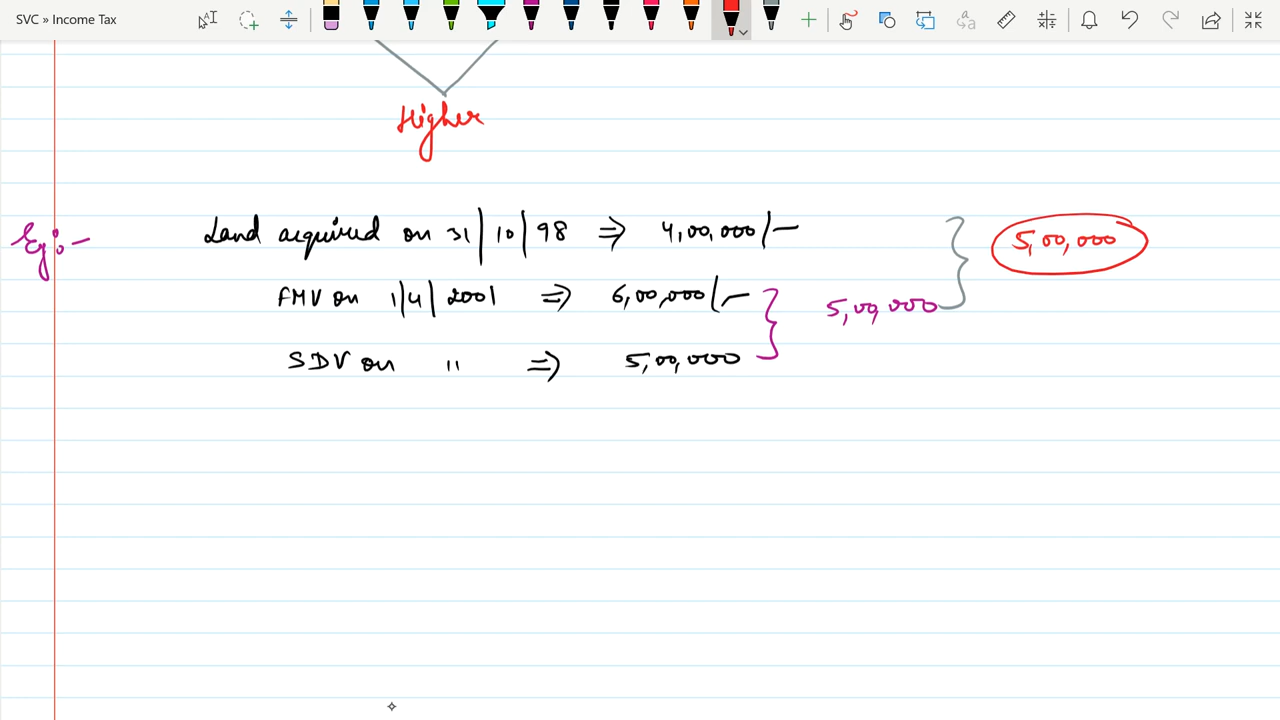 SVC » Income Tax
Higher
Eg:-
Land acquired on 31|10|98 ⇒ 4,00,000/-
5,00,000
FMV on 1|4|2001 ⇒ 6,00,000/-
5,00,000
SDV on " ⇒ 5,00,000